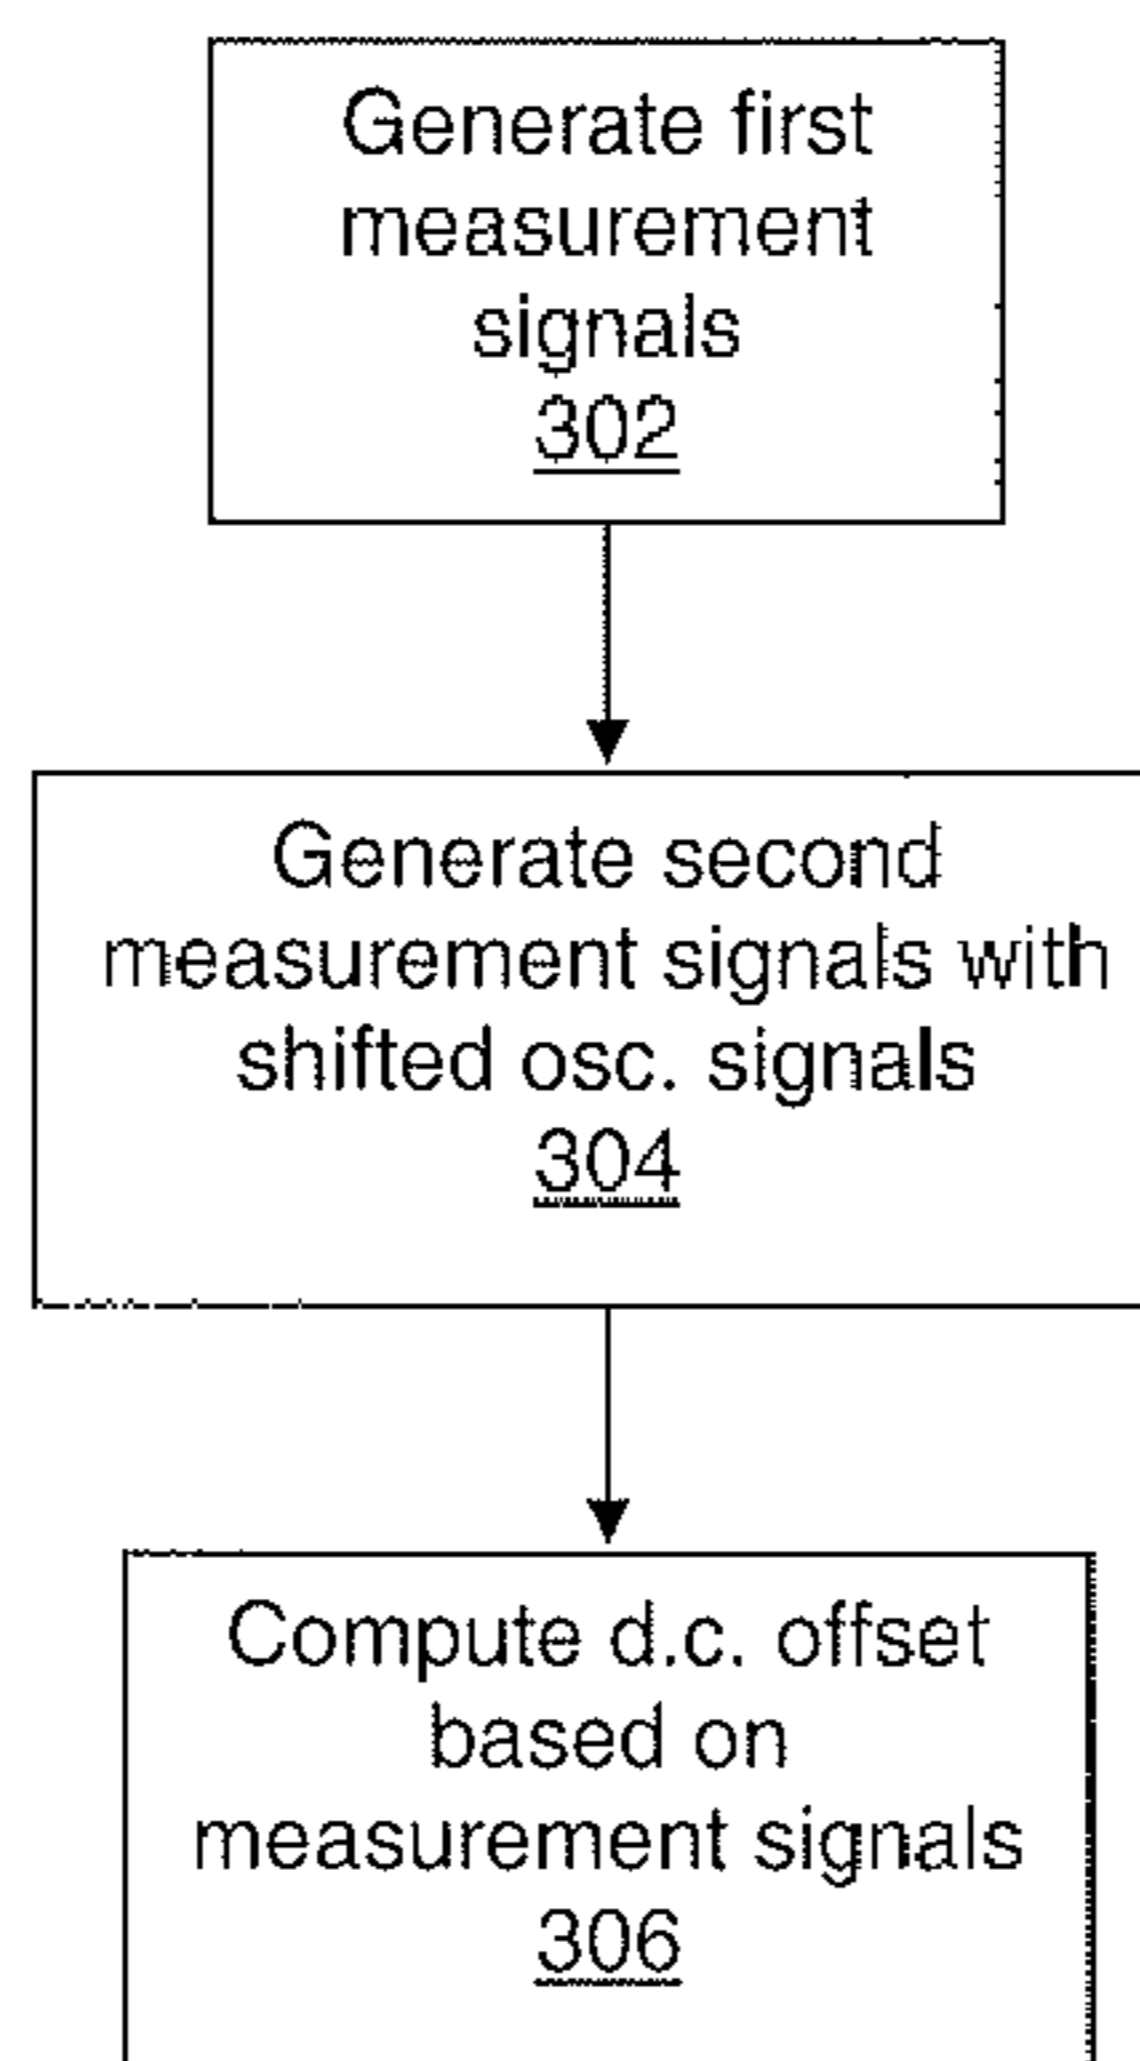 Generate first
measurement
signals
302
Generate second
measurement signals with
shifted osc. signals
304
Compute d.c. offset
based on
measurement signals
306